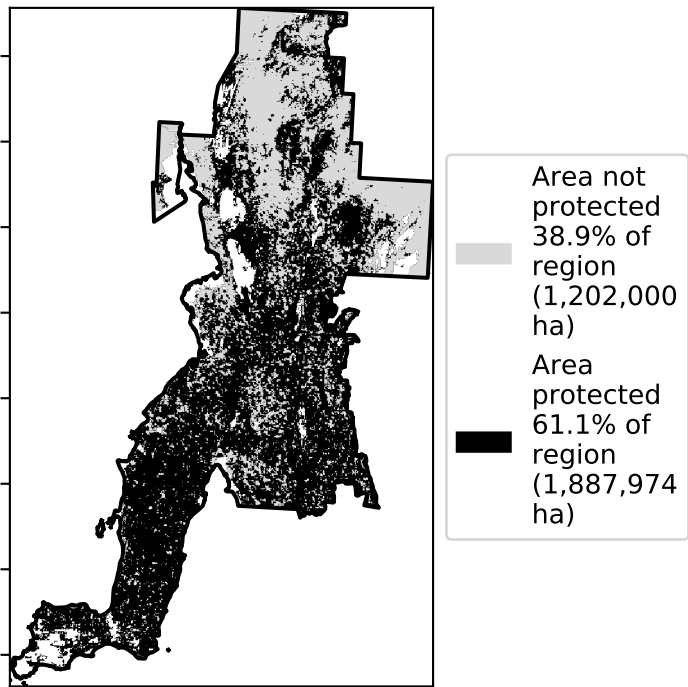 Area not
protected
38.9% of
region
(1,202,000
ha)
Area
protected
61.1% of
region
(1,887,974
ha)